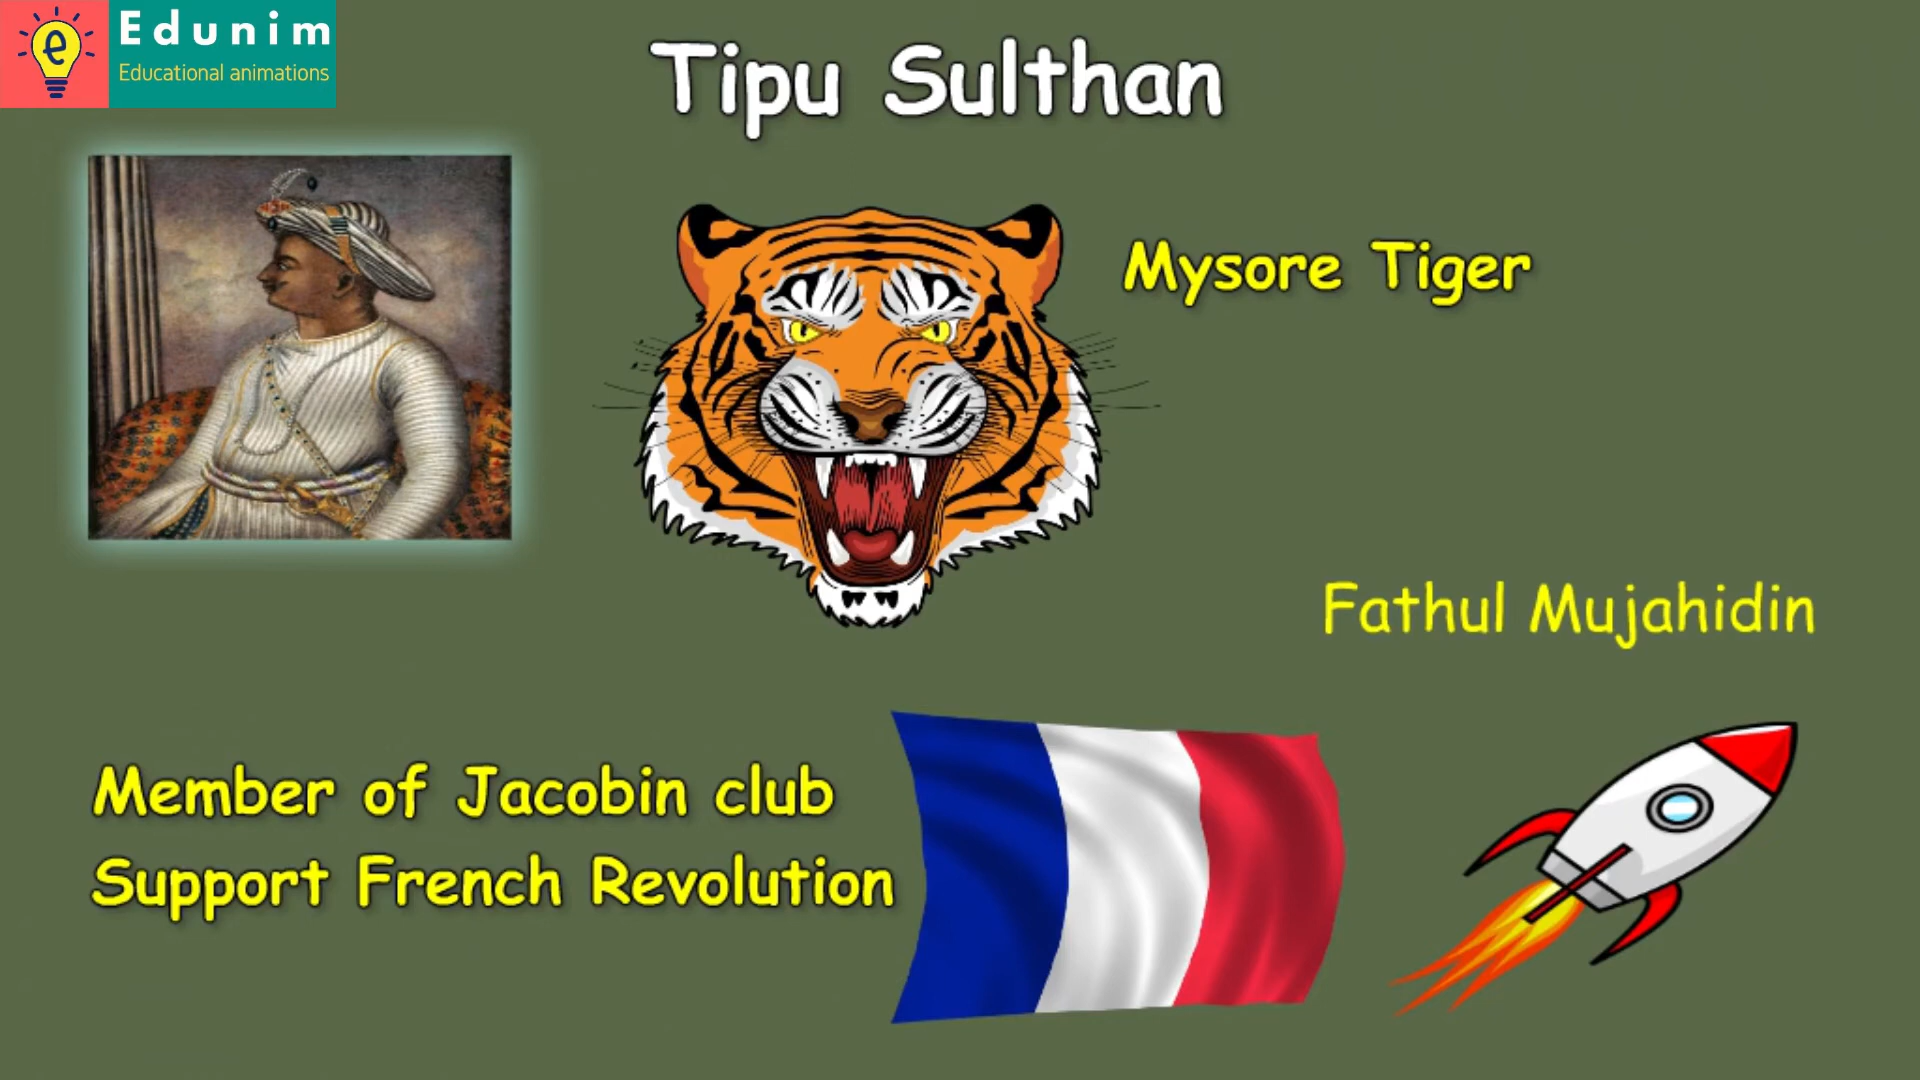 Edunim
Educational animations
Tipu Sulthan
Mysore Tiger
Fathul Mujahidin
Member of Jacobin club
Support French Revolution